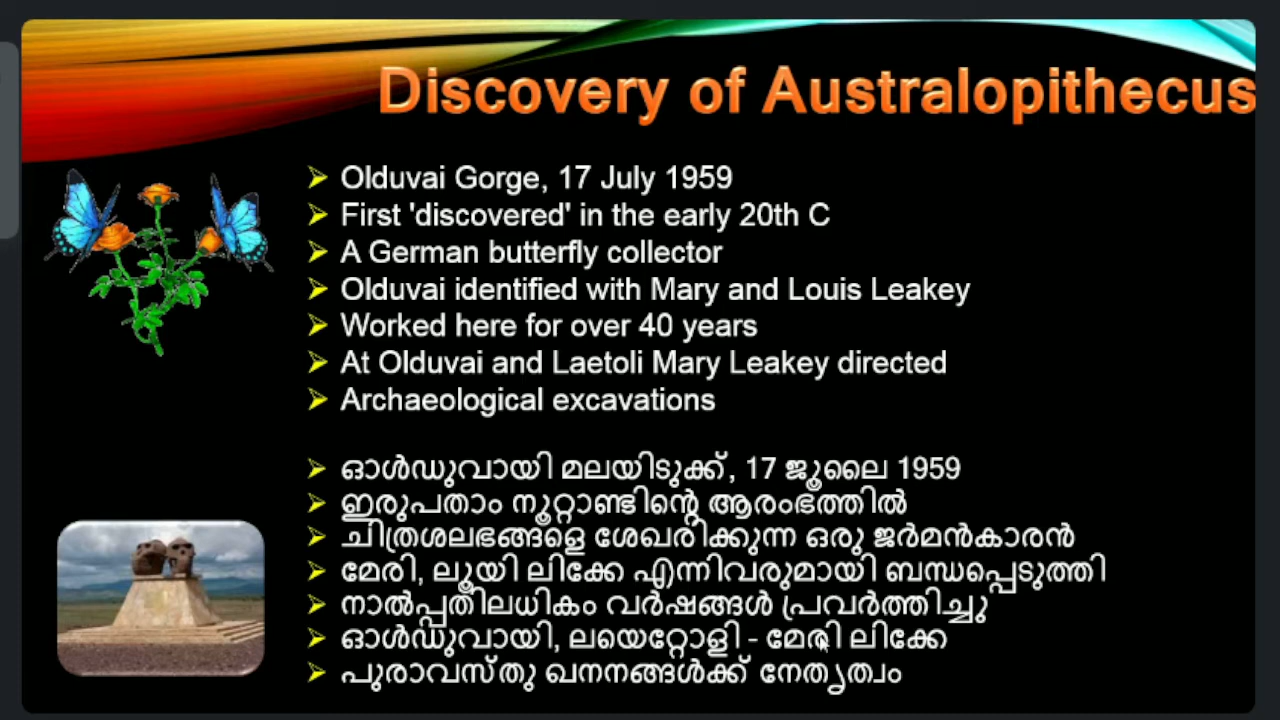 Discovery of Australopithecus
Olduvai Gorge, 17 July 1959
First 'discovered' in the early 20th C
A German butterfly collector
Olduvai identified with Mary and Louis Leakey
Worked here for over 40 years
At Olduvai and Laetoli Mary Leakey directed
Archaeological excavations
ഓൾഡുവായി മലയിടുക്ക്, 17 ജൂലൈ 1959
ഇരുപതാം നൂറ്റാണ്ടിന്റെ ആരംഭത്തിൽ
ചിത്രശലഭങ്ങളെ ശേഖരിക്കുന്ന ഒരു ജർമൻകാരൻ
മേരി, ലൂയി ലിക്കേ എന്നിവരുമായി ബന്ധപ്പെടുത്തി
നാൽപ്പതിലധികം വർഷങ്ങൾ പ്രവർത്തിച്ചു
ഓൾഡുവായി, ലയെറ്റോളി - മേരി ലിക്കേ
പുരാവസ്തു ഖനനങ്ങൾക്ക് നേതൃത്വം